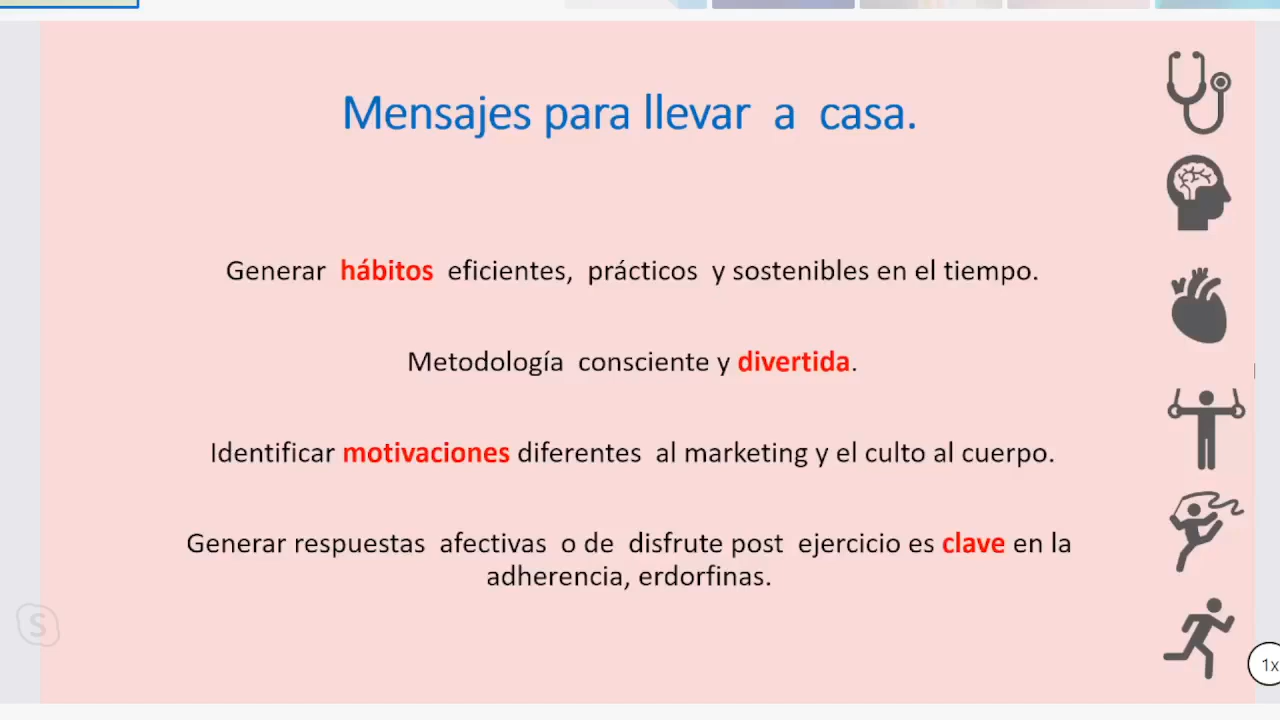 Mensajes para llevar a casa.
Generar hábitos eficientes, prácticos y sostenibles en el tiempo.
Metodología consciente y divertida.
Identificar motivaciones diferentes al marketing y el culto al cuerpo.
Generar respuestas afectivas o de disfrute post ejercicio es clave en la
adherencia, erdorfinas.
S
1x